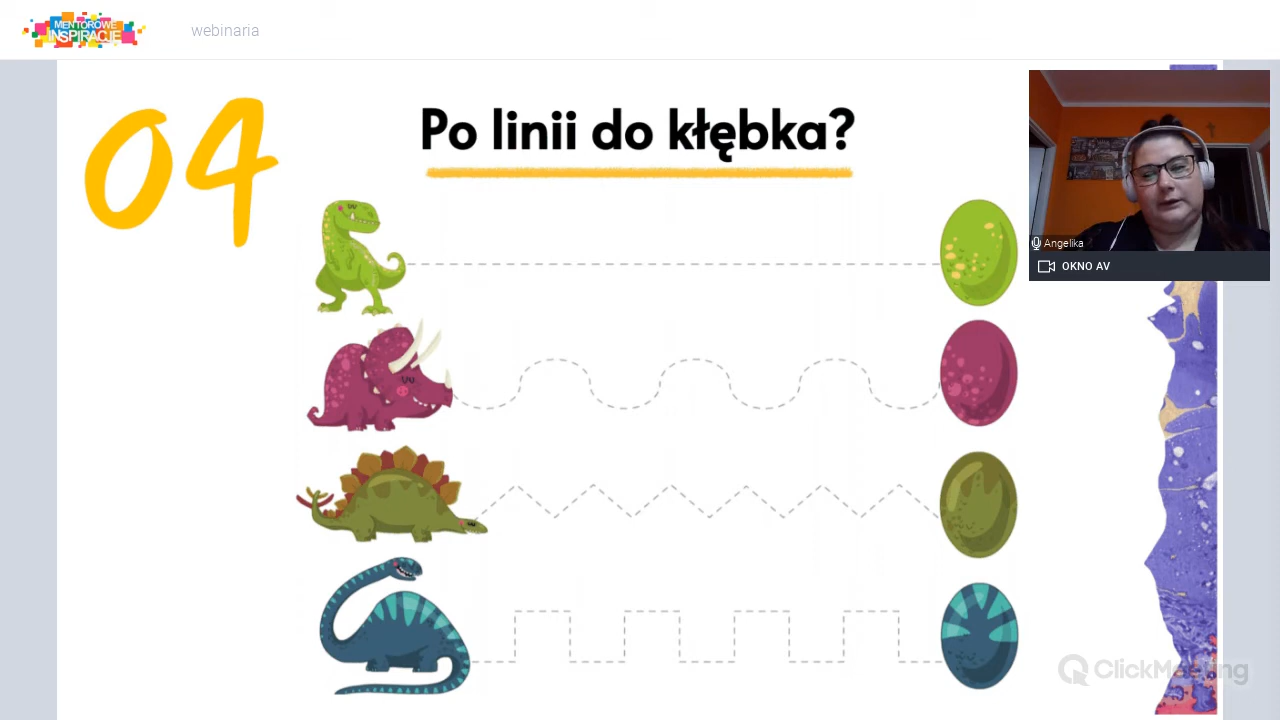 MENTOROWE
INSPIRACJE
webinaria
04
Po linii do kłębka?
Angelika
OKNO AV
ClickMeeting